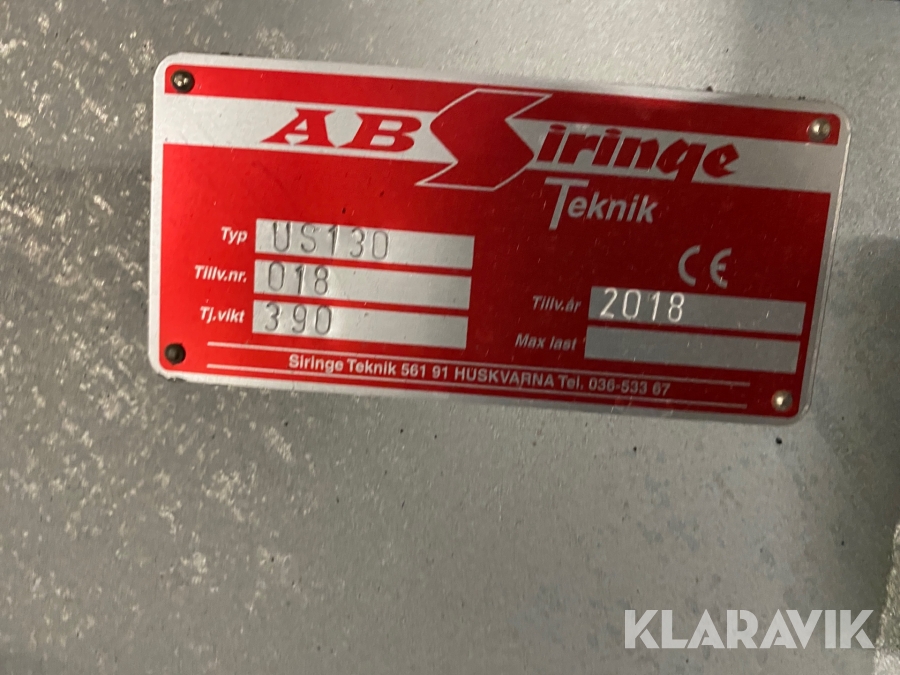 AB Siringe
Teknik
Typ US130
Tillv.nr. 018
Tj.vikt 390
CE
Tillv.år 2018
Max last
Siringe Teknik 561 91 HUSKVARNA Tel. 036-533 67
KLARAVIK